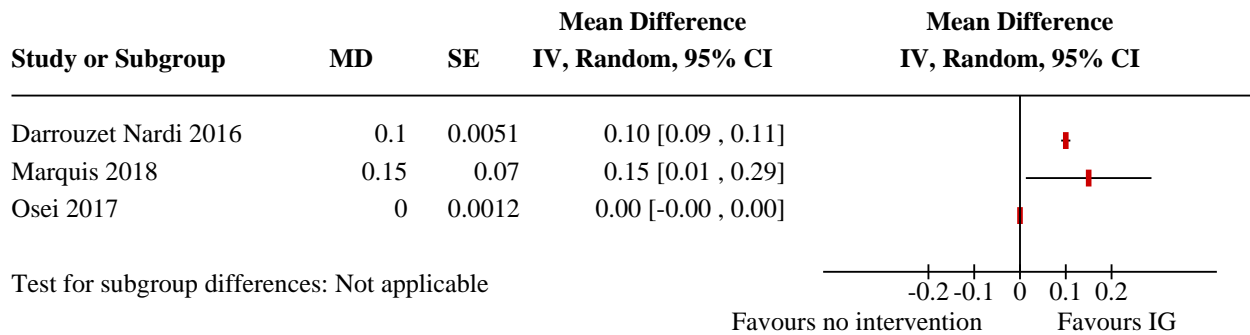 Mean Difference Mean Difference
Study or Subgroup MD SE IV, Random, 95% CI IV, Random, 95% CI
Darrouzet Nardi 2016 0.1 0.0051 0.10 [0.09 , 0.11]
Marquis 2018 0.15 0.07 0.15 [0.01 , 0.29]
Osei 2017 0 0.0012 0.00 [-0.00 , 0.00]
Test for subgroup differences: Not applicable
-0.2 -0.1 0 0.1 0.2
Favours no intervention Favours IG